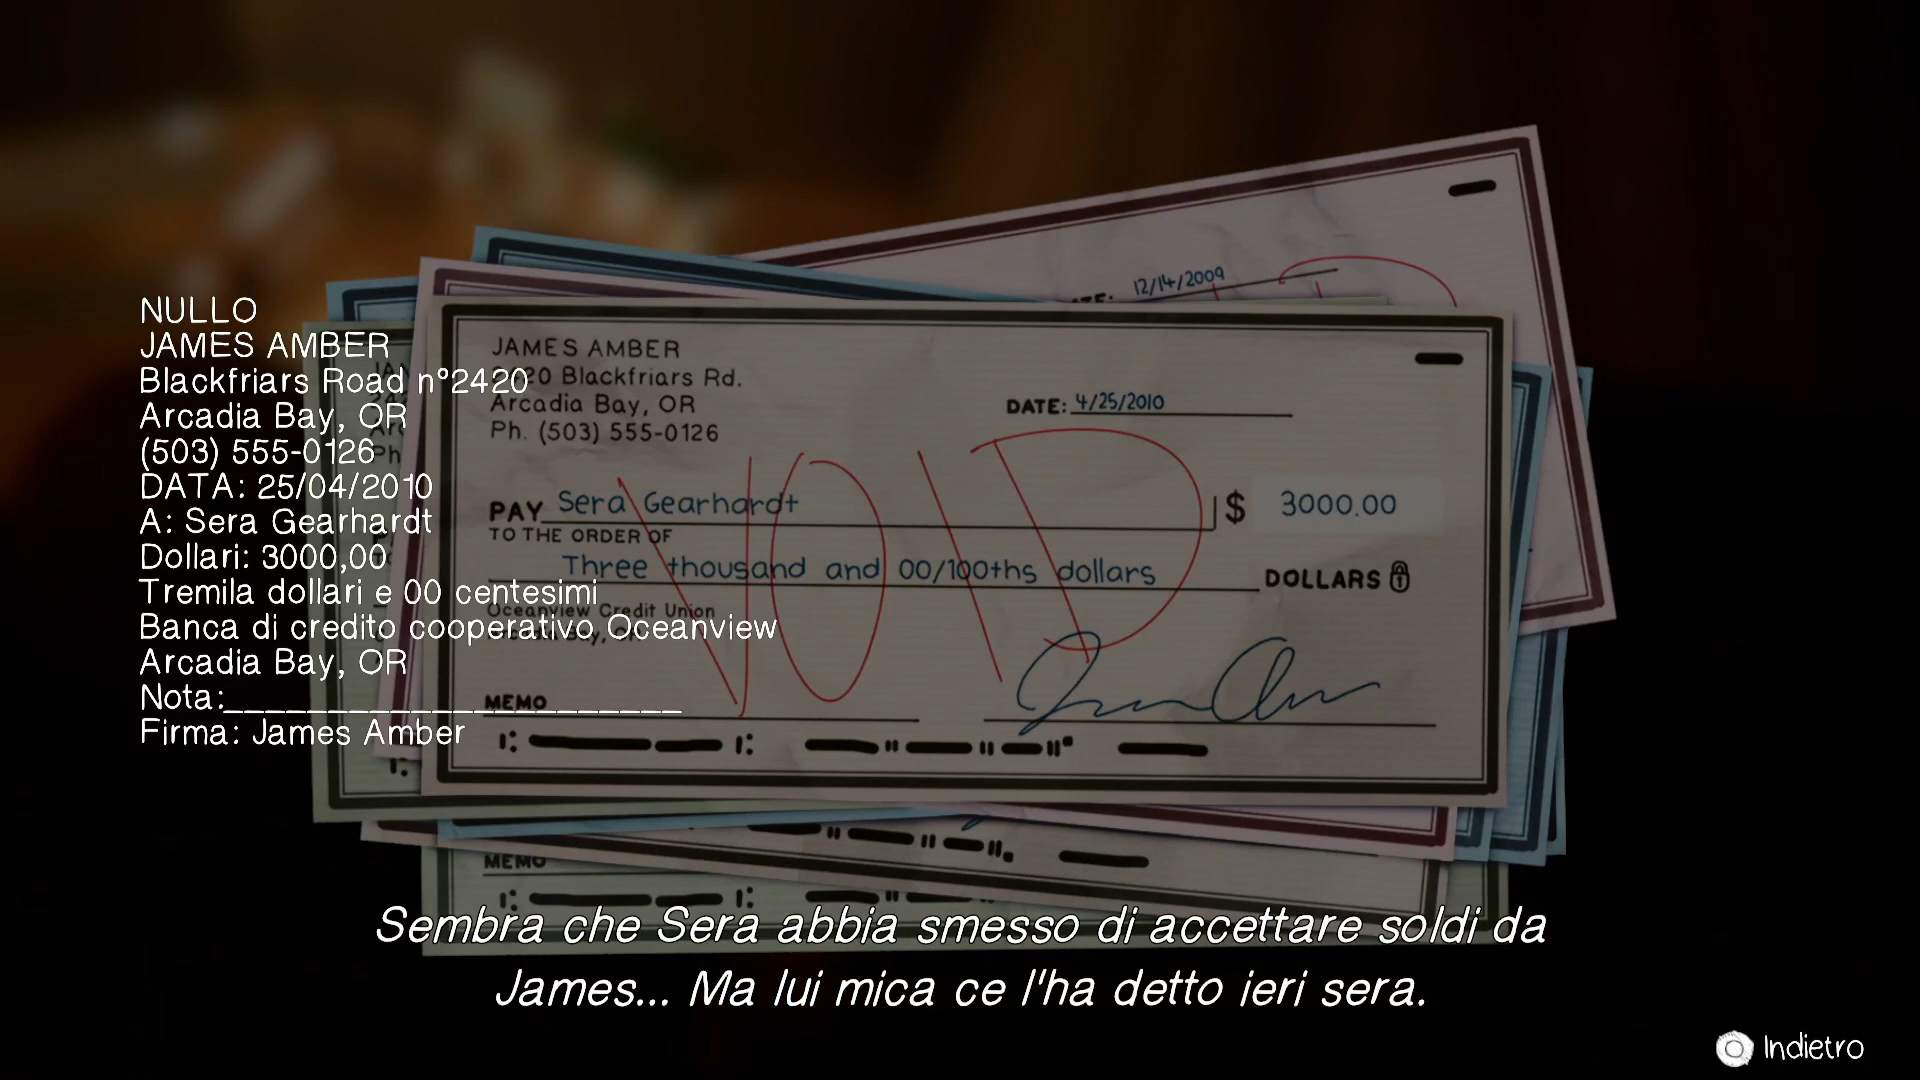 12/14/2009
NULLO
JAMES AMBER
Blackfriars Road n°2420
Arcadia Bay, OR
(503) 555-0126
DATA: 25/04/2010
A: Sera Gearhardt
Dollari: 3000,00
Tremila dollari e 00 centesimi
Banca di credito cooperativo Oceanview
Arcadia Bay, OR
Nota:______________________
Firma: James Amber
JAMES AMBER
Blackfriars Rd.
Arcadia Bay, OR
Ph. (503) 555-0126
DATE: 4/25/2010
VOID
PAY Sera Gearhardt $ 3000.00
TO THE ORDER OF
Three thousand and 00/100ths dollars DOLLARS
Oceanview Credit Union
MEMO
MEMO
Sembra che Sera abbia smesso di accettare soldi da
James... Ma lui mica ce l'ha detto ieri sera.
Indietro